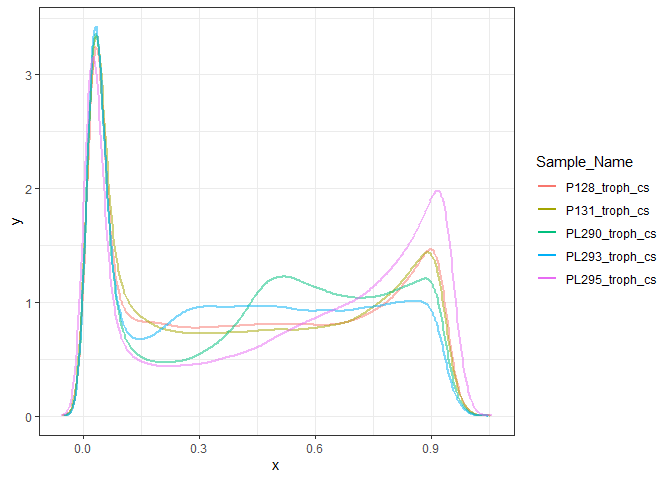 3
2
1
0
y
0.0 0.3 0.6 0.9
x
Sample_Name
P128_troph_cs
P131_troph_cs
PL290_troph_cs
PL293_troph_cs
PL295_troph_cs